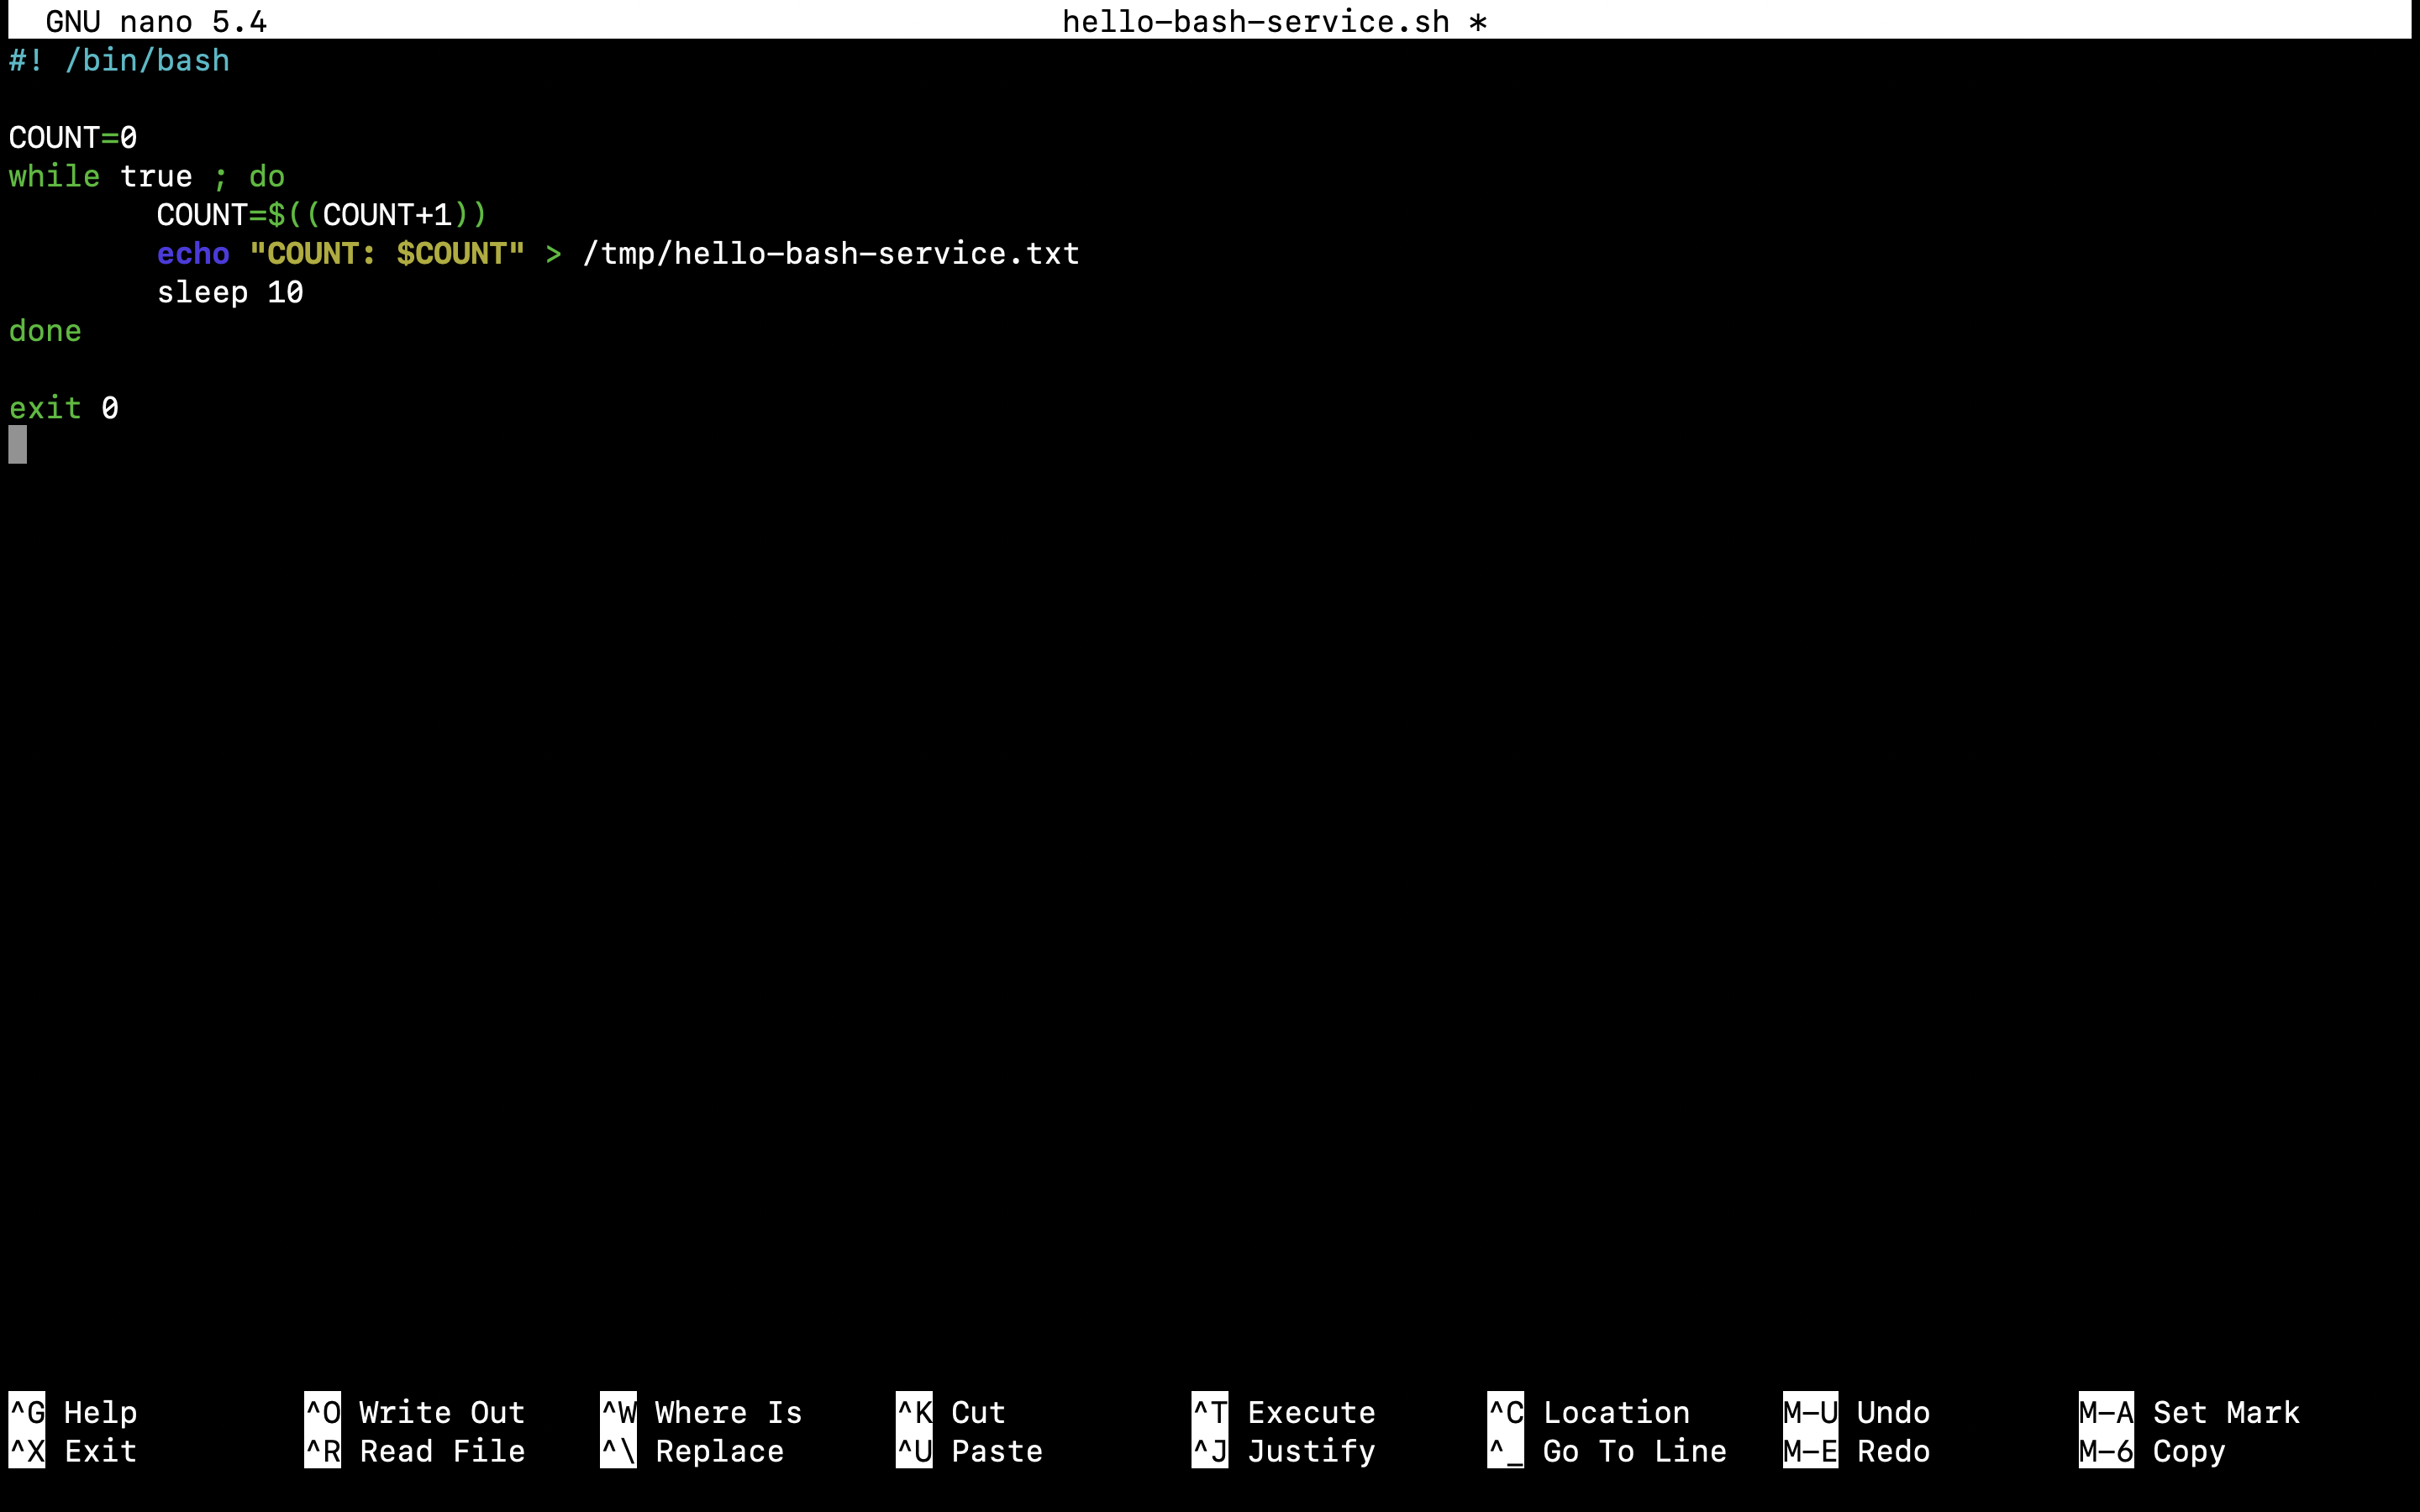 GNU nano 5.4 hello-bash-service.sh *
#! /bin/bash
COUNT=0
while true ; do
COUNT=$((COUNT+1))
echo "COUNT: $COUNT" > /tmp/hello-bash-service.txt
sleep 10
done
exit 0
^G Help ^O Write Out ^W Where Is ^K Cut ^T Execute ^C Location M-U Undo M-A Set Mark
^X Exit ^R Read File ^\ Replace ^U Paste ^J Justify ^_ Go To Line M-E Redo M-6 Copy